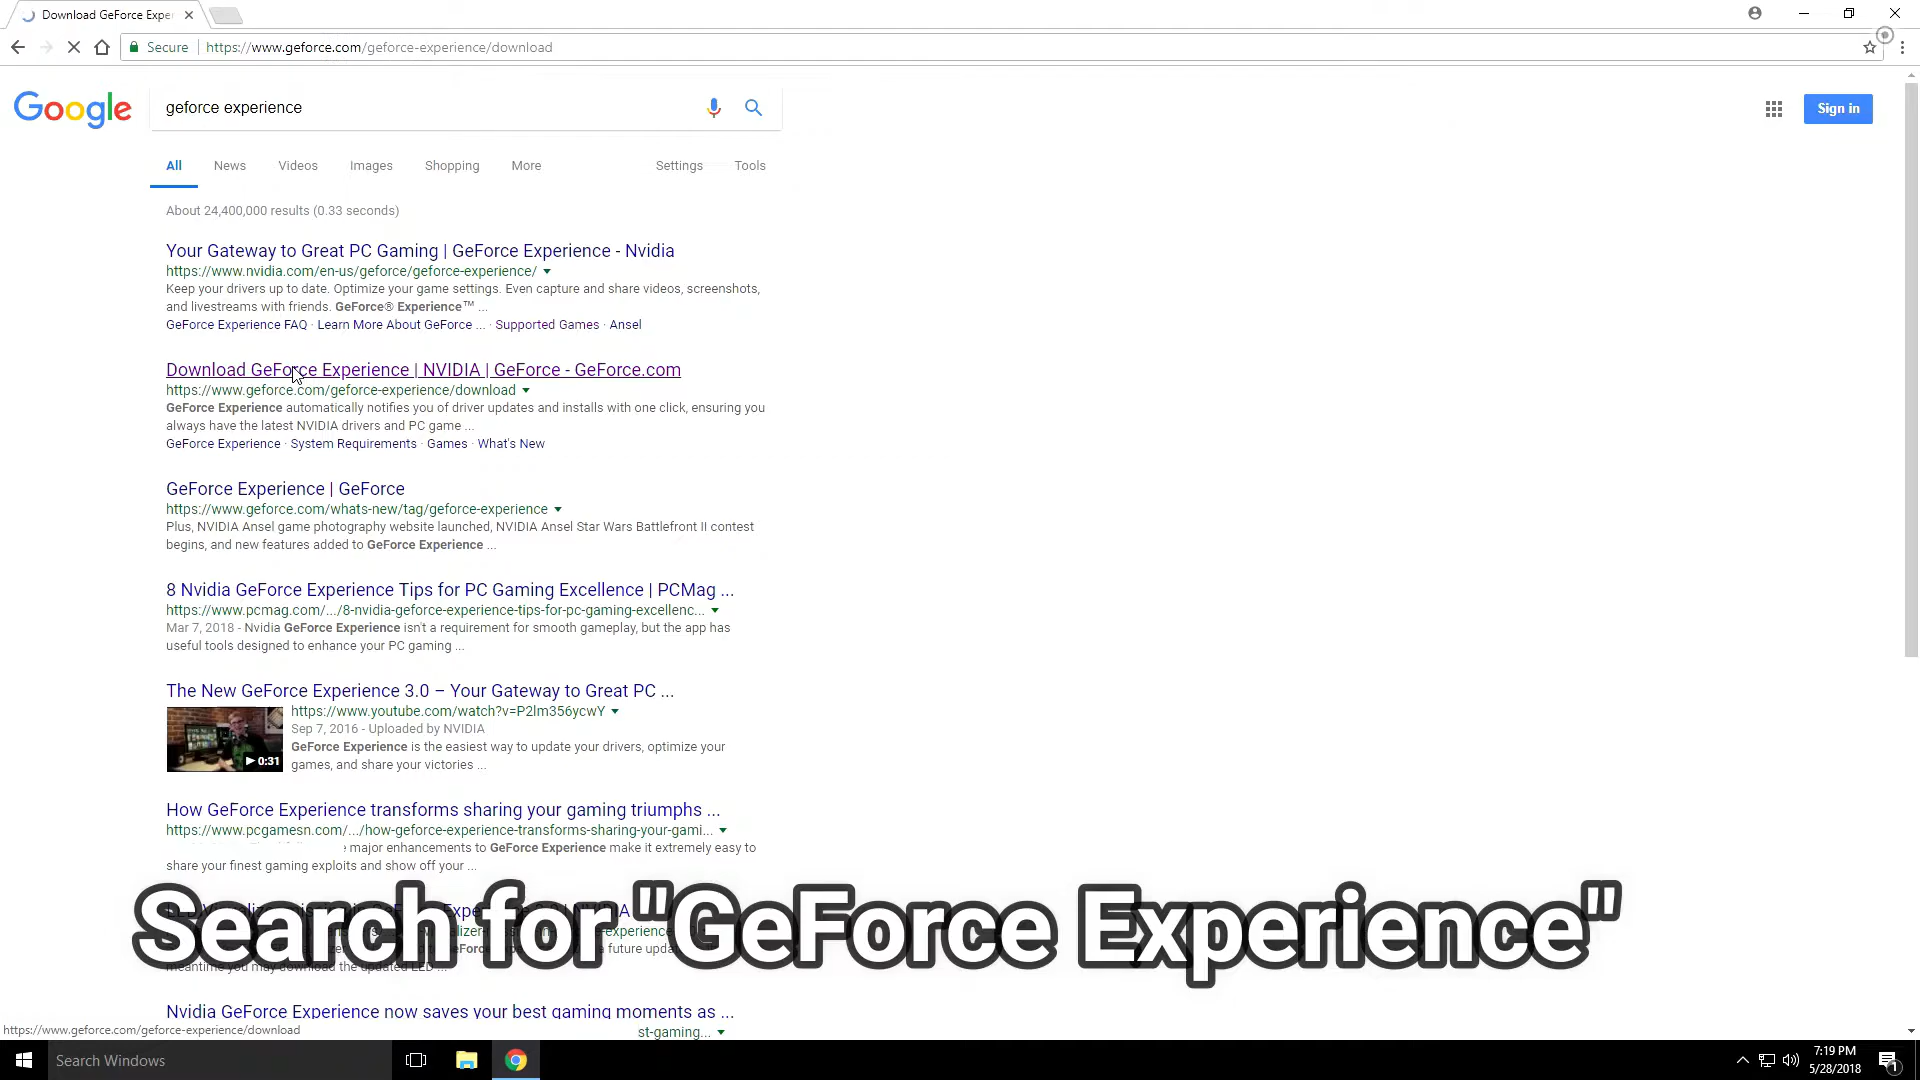 Download GeForce Expe
Secure
https://www.geforce.com/geforce-experience/download
Google
geforce experience
Sign in
All News Videos Images Shopping More Settings Tools
About 24,400,000 results (0.33 seconds)
Your Gateway to Great PC Gaming | GeForce Experience - Nvidia
https://www.nvidia.com/en-us/geforce/geforce-experience/
Keep your drivers up to date. Optimize your game settings. Even capture and share videos, screenshots,
and livestreams with friends. GeForce® Experience™ ...
GeForce Experience FAQ · Learn More About GeForce ... · Supported Games · Ansel
Download GeForce Experience | NVIDIA | GeForce - GeForce.com
https://www.geforce.com/geforce-experience/download
GeForce Experience automatically notifies you of driver updates and installs with one click, ensuring you
always have the latest NVIDIA drivers and PC game ...
GeForce Experience · System Requirements · Games · What's New
GeForce Experience | GeForce
https://www.geforce.com/whats-new/tag/geforce-experience
Plus, NVIDIA Ansel game photography website launched, NVIDIA Ansel Star Wars Battlefront II contest
begins, and new features added to GeForce Experience ...
8 Nvidia GeForce Experience Tips for PC Gaming Excellence | PCMag ...
https://www.pcmag.com/.../8-nvidia-geforce-experience-tips-for-pc-gaming-excellenc...
Mar 7, 2018 - Nvidia GeForce Experience isn't a requirement for smooth gameplay, but the app has
useful tools designed to enhance your PC gaming ...
The New GeForce Experience 3.0 – Your Gateway to Great PC ...
https://www.youtube.com/watch?v=P2lm356ycwY
Sep 7, 2016 - Uploaded by NVIDIA
GeForce Experience is the easiest way to update your drivers, optimize your
games, and share your victories ...
0:31
How GeForce Experience transforms sharing your gaming triumphs ...
https://www.pcgamesn.com/.../how-geforce-experience-transforms-sharing-your-gami...
major enhancements to GeForce Experience make it extremely easy to
share your finest gaming exploits and show off your ...
Search for "GeForce Experience"
meantime you may download the updated LED ...
Nvidia GeForce Experience now saves your best gaming moments as ...
https://www.geforce.com/geforce-experience/download
st-gaming...
Search Windows
7:19 PM
5/28/2018
1